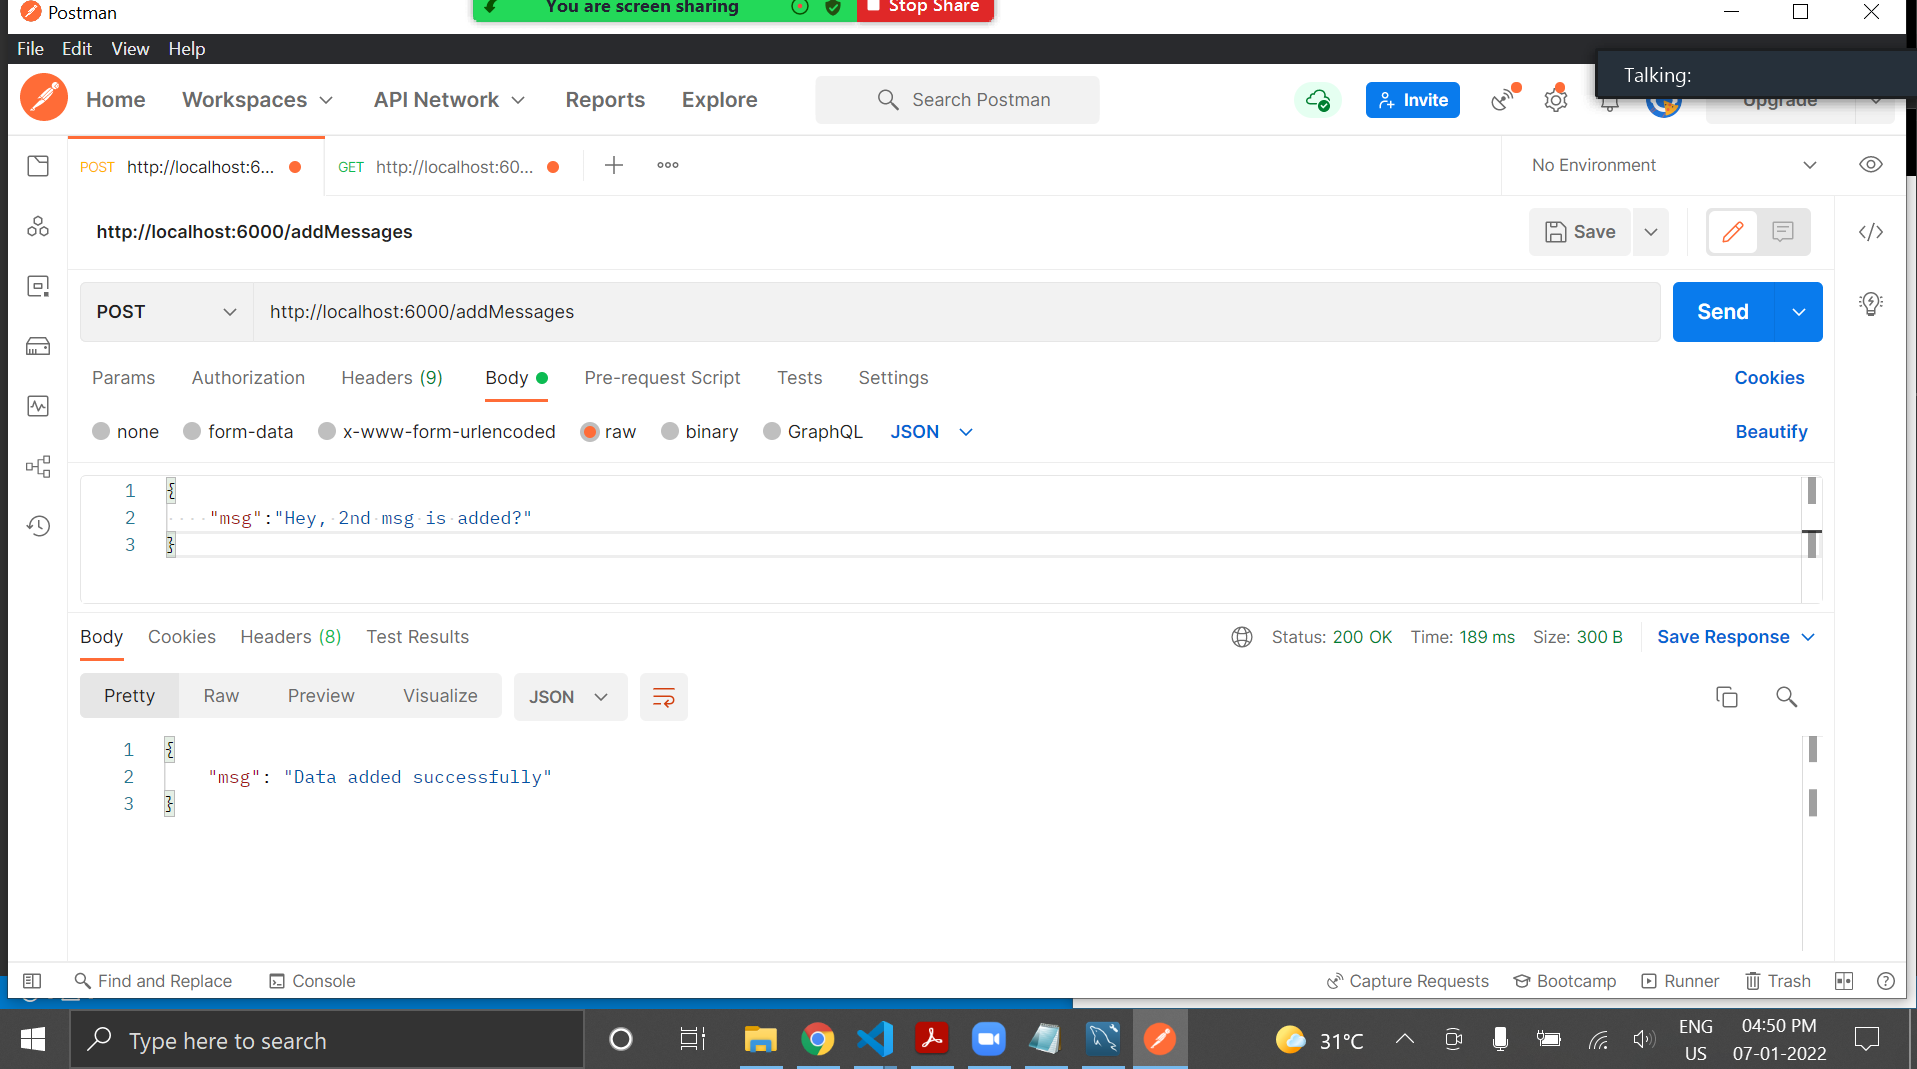 Postman
You are screen sharing
Stop Share
File Edit View Help
Talking:
Home Workspaces API Network Reports Explore Search Postman Invite Upgrade
POST http://localhost:6... GET http://localhost:60... No Environment
http://localhost:6000/addMessages Save
POST http://localhost:6000/addMessages Send
Params Authorization Headers (9) Body Pre-request Script Tests Settings Cookies
none form-data x-www-form-urlencoded raw binary GraphQL JSON Beautify
1 {
2 "msg":"Hey, 2nd msg is added?"
3 }
Body Cookies Headers (8) Test Results Status: 200 OK Time: 189 ms Size: 300 B Save Response
Pretty Raw Preview Visualize JSON
1 {
2 "msg": "Data added successfully"
3 }
Find and Replace Console Capture Requests Bootcamp Runner Trash
Type here to search 31°C ENG 04:50 PM
US 07-01-2022